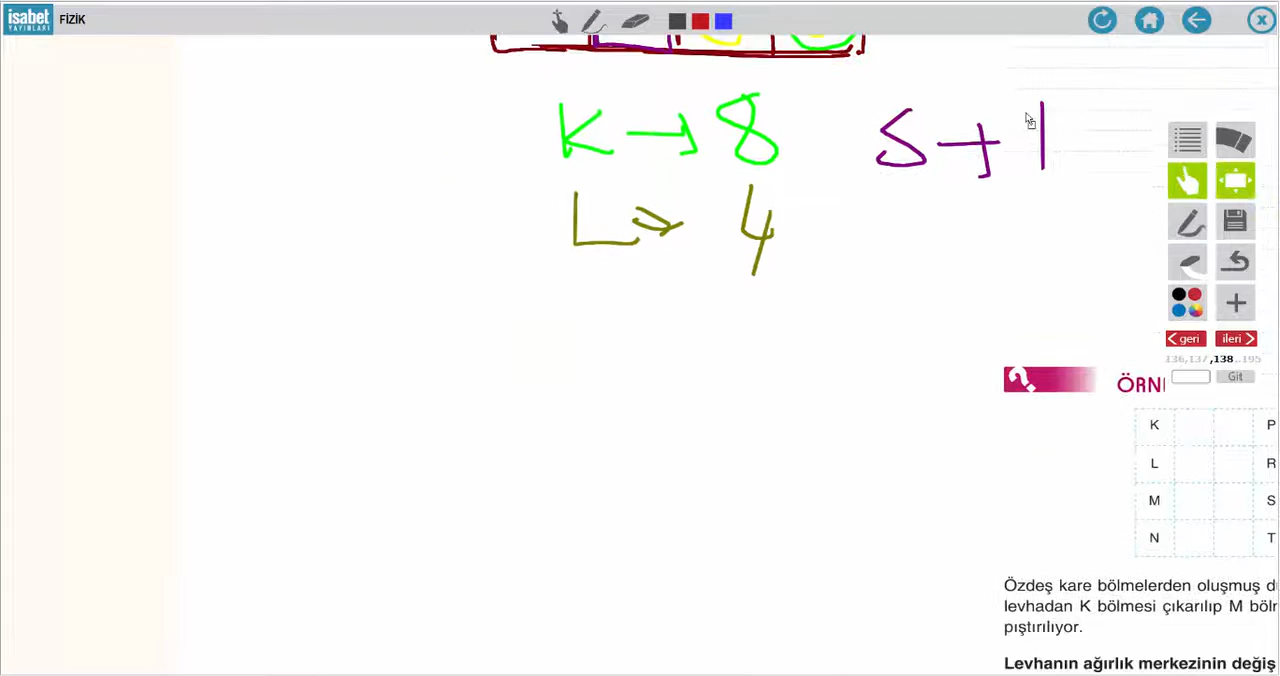 isabet
YAYINLARI
FİZİK
K → 8
S → 1
L ⇒ 4
geri
ileri
136,137,138..195
Git
ÖRN
K P
L R
M S
N T
Özdeş kare bölmelerden oluşmuş d
levhadan K bölmesi çıkarılıp M böl
pıştırılıyor.
Levhanın ağırlık merkezinin değiş